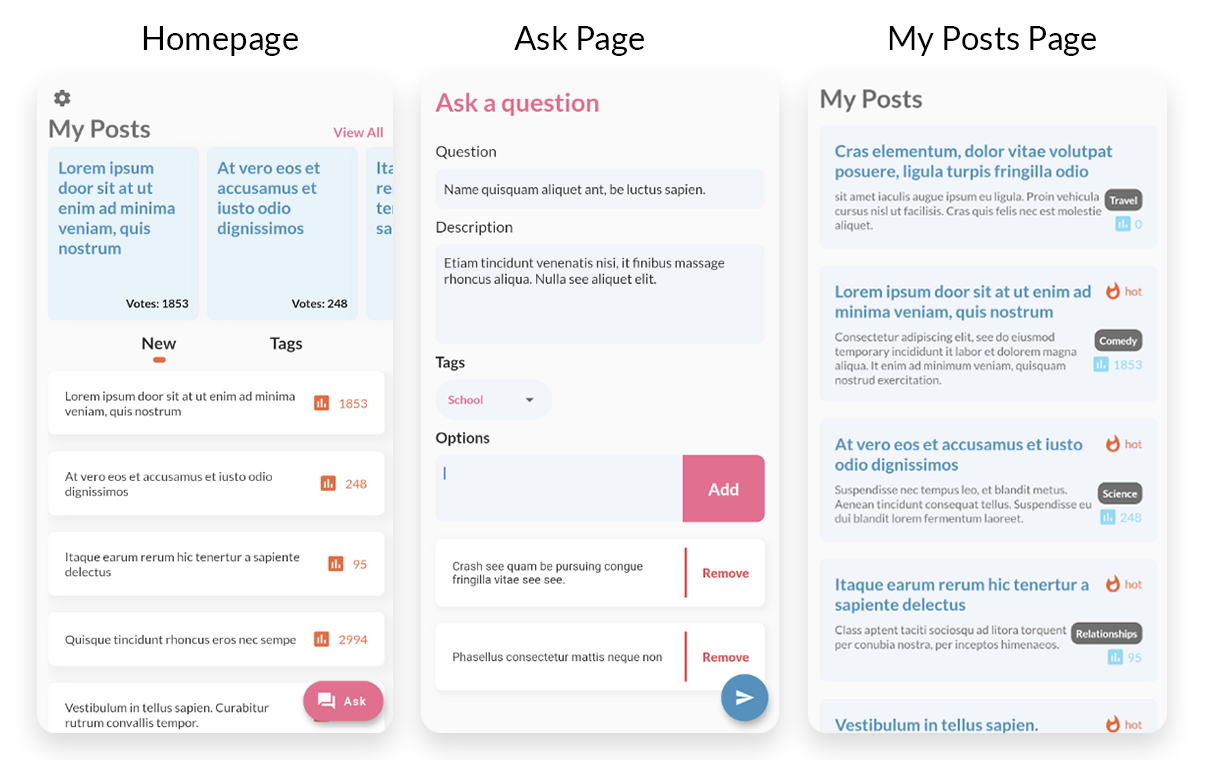 Homepage
My Posts
View All
Lorem ipsum
door sit at ut
enim ad minima
veniam, quis
nostrum
Votes: 1853
At vero eos et
accusamus et
iusto odio
dignissimos
Votes: 248
Ita
re
te
sa
New
Tags
Lorem ipsum door sit at ut enim ad minima
veniam, quis nostrum
1853
At vero eos et accusamus et iusto odio
dignissimos
248
Itaque earum rerum hic tenertur a sapiente
delectus
95
Quisque tincidunt rhoncus eros nec sempe
2994
Vestibulum in tellus sapien. Curabitur
rutrum convallis tempor.
Ask
Ask Page
Ask a question
Question
Name quisquam aliquet ant, be luctus sapien.
Description
Etiam tincidunt venenatis nisi, it finibus massage
rhoncus aliqua. Nulla see aliquet elit.
Tags
School
Options
Add
Crash see quam be pursuing congue
fringilla vitae see see.
Remove
Phasellus consectetur mattis neque non
Remove
My Posts Page
My Posts
Cras elementum, dolor vitae volutpat
posuere, ligula turpis fringilla odio
sit amet iaculis augue ipsum eu ligula. Proin vehicula
cursus nisl ut facilisis. Cras quis felis nec est molestie
aliquet.
Travel
0
Lorem ipsum door sit at ut enim ad
minima veniam, quis nostrum
hot
Consectetur adipiscing elit, see do eiusmod
temporary incididunt it labor et dolorem magna
aliqua. It enim ad minimum veniam, quisquam
nostrud exercitation.
Comedy
1853
At vero eos et accusamus et iusto
odio dignissimos
hot
Suspendisse nec tempus leo, et blandit metus.
Aenean tincidunt consequat tellus. Suspendisse eu
dui blandit lorem fermentum laoreet.
Science
248
Itaque earum rerum hic tenertur a
sapiente delectus
hot
Class aptent taciti sociosqu ad litora torquent
per conubia nostra, per inceptos himenaeos.
Relationships
95
Vestibulum in tellus sapien.
hot